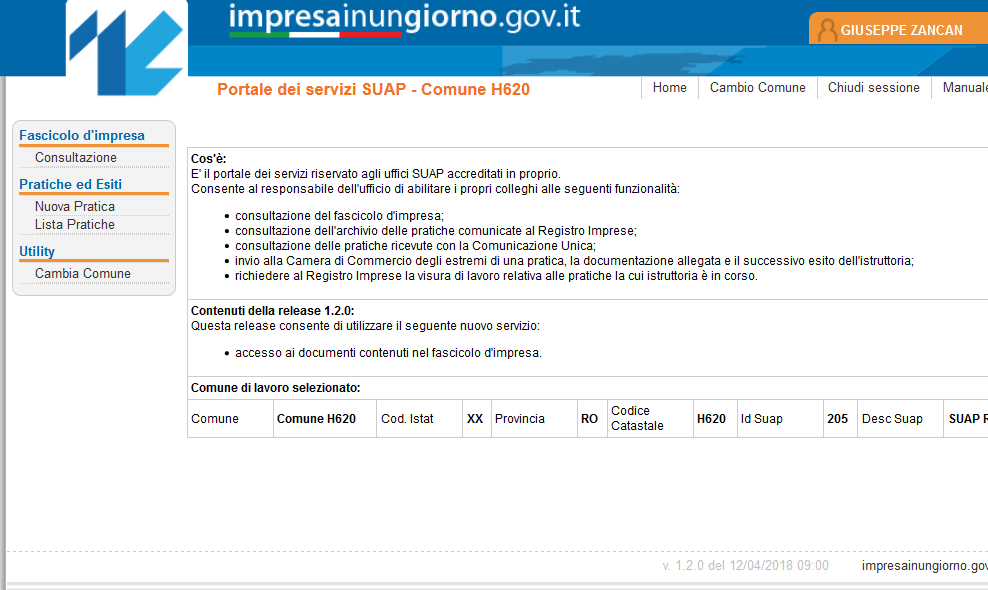 impresainungiorno.gov.it
GIUSEPPE ZANCAN
Portale dei servizi SUAP - Comune H620
Home
Cambio Comune
Chiudi sessione
Manuale
Fascicolo d'impresa
Consultazione
Pratiche ed Esiti
Nuova Pratica
Lista Pratiche
Utility
Cambia Comune
Cos'è:
E' il portale dei servizi riservato agli uffici SUAP accreditati in proprio.
Consente al responsabile dell'ufficio di abilitare i propri colleghi alle seguenti funzionalità:
• consultazione del fascicolo d'impresa;
• consultazione dell'archivio delle pratiche comunicate al Registro Imprese;
• consultazione delle pratiche ricevute con la Comunicazione Unica;
• invio alla Camera di Commercio degli estremi di una pratica, la documentazione allegata e il successivo esito dell'istruttoria;
• richiedere al Registro Imprese la visura di lavoro relativa alle pratiche la cui istruttoria è in corso.
Contenuti della release 1.2.0:
Questa release consente di utilizzare il seguente nuovo servizio:
• accesso ai documenti contenuti nel fascicolo d'impresa.
Comune di lavoro selezionato:
Comune Comune H620 Cod. Istat XX Provincia RO Codice Catastale H620 Id Suap 205 Desc Suap SUAP R
v. 1.2.0 del 12/04/2018 09:00 impresainungiorno.gov